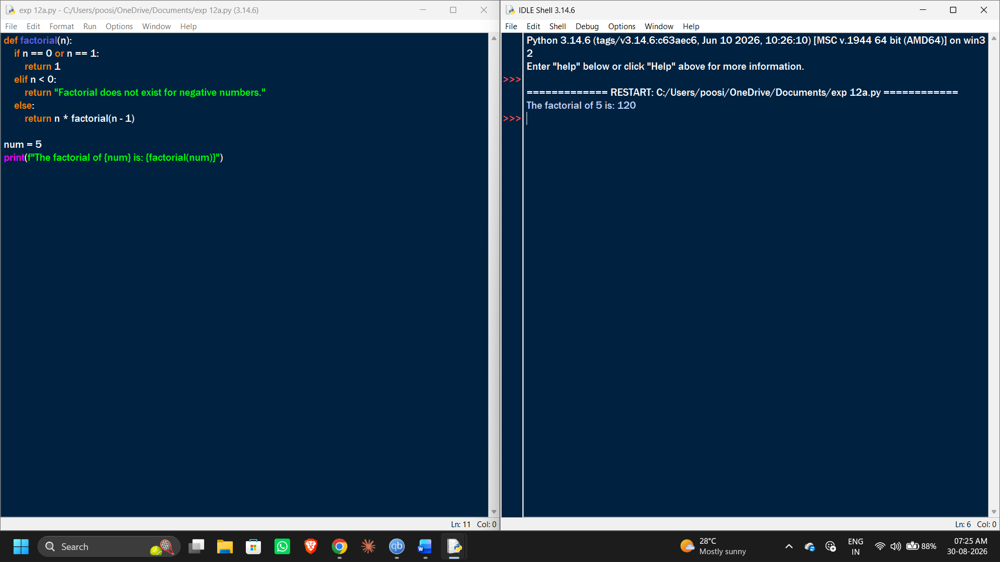 exp 12a.py - C:/Users/poosi/OneDrive/Documents/exp 12a.py (3.14.6)
File Edit Format Run Options Window Help
def factorial(n):
    if n == 0 or n == 1:
        return 1
    elif n < 0:
        return "Factorial does not exist for negative numbers."
    else:
        return n * factorial(n - 1)

num = 5
print(f"The factorial of {num} is: {factorial(num)}")
Ln: 11 Col: 0
IDLE Shell 3.14.6
File Edit Shell Debug Options Window Help
Python 3.14.6 (tags/v3.14.6:c63aec6, Jun 10 2026, 10:26:10) [MSC v.1944 64 bit (AMD64)] on win3
2
Enter "help" below or click "Help" above for more information.
>>>
============= RESTART: C:/Users/poosi/OneDrive/Documents/exp 12a.py ============
The factorial of 5 is: 120
>>>
Ln: 6 Col: 0
Search
qb
W
28°C
Mostly sunny
ENG
IN
88%
07:25 AM
30-08-2026